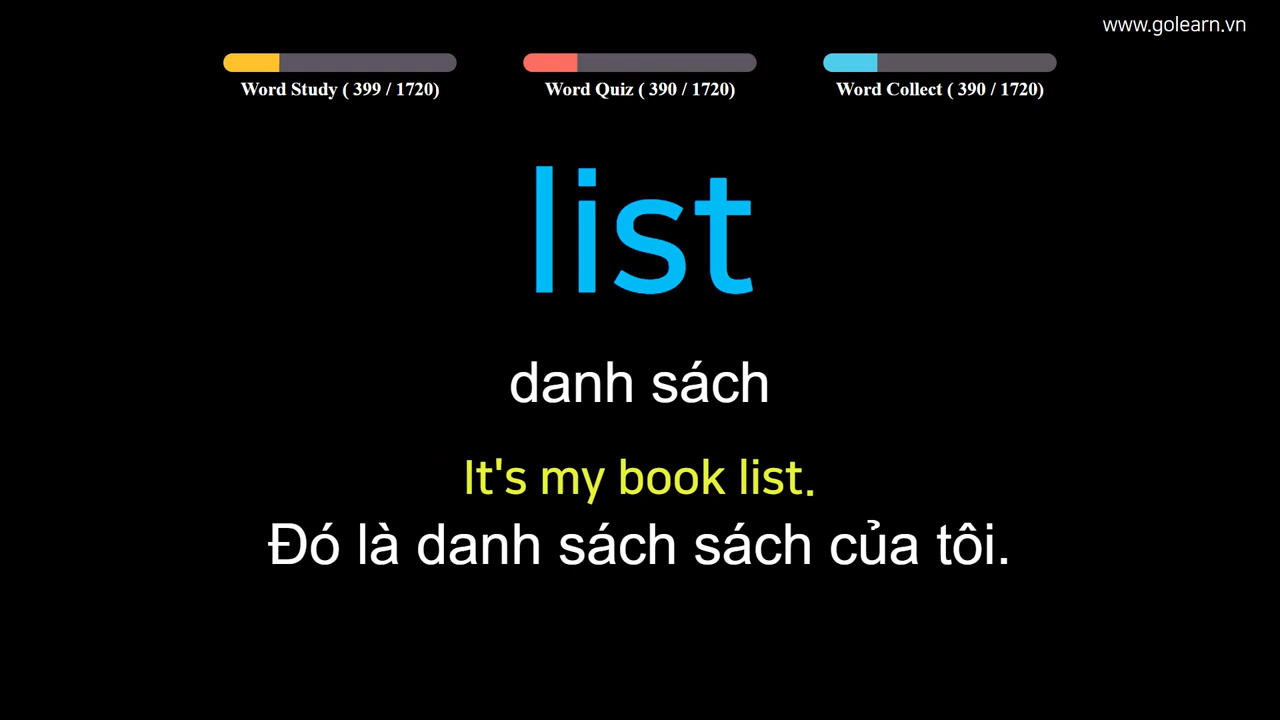 www.golearn.vn
Word Study ( 399 / 1720)
Word Quiz ( 390 / 1720)
Word Collect ( 390 / 1720)
list
danh sách
It's my book list.
Đó là danh sách sách của tôi.